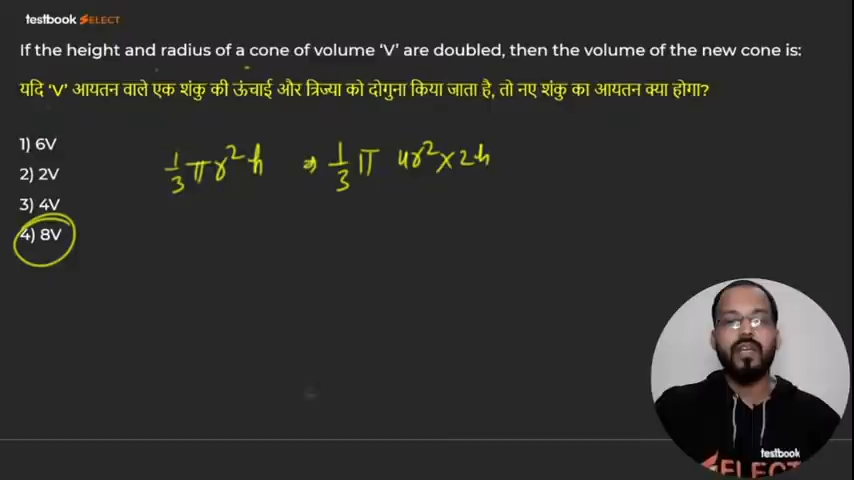 testbook SELECT
If the height and radius of a cone of volume ‘V’ are doubled, then the volume of the new cone is:
यदि ‘V’ आयतन वाले एक शंकु की ऊंचाई और त्रिज्या को दोगुना किया जाता है, तो नए शंकु का आयतन क्या होगा?
1) 6V
2) 2V
3) 4V
4) 8V
1/3 πr²h ⇒ 1/3 π 4r²×2h
testbook
SELECT